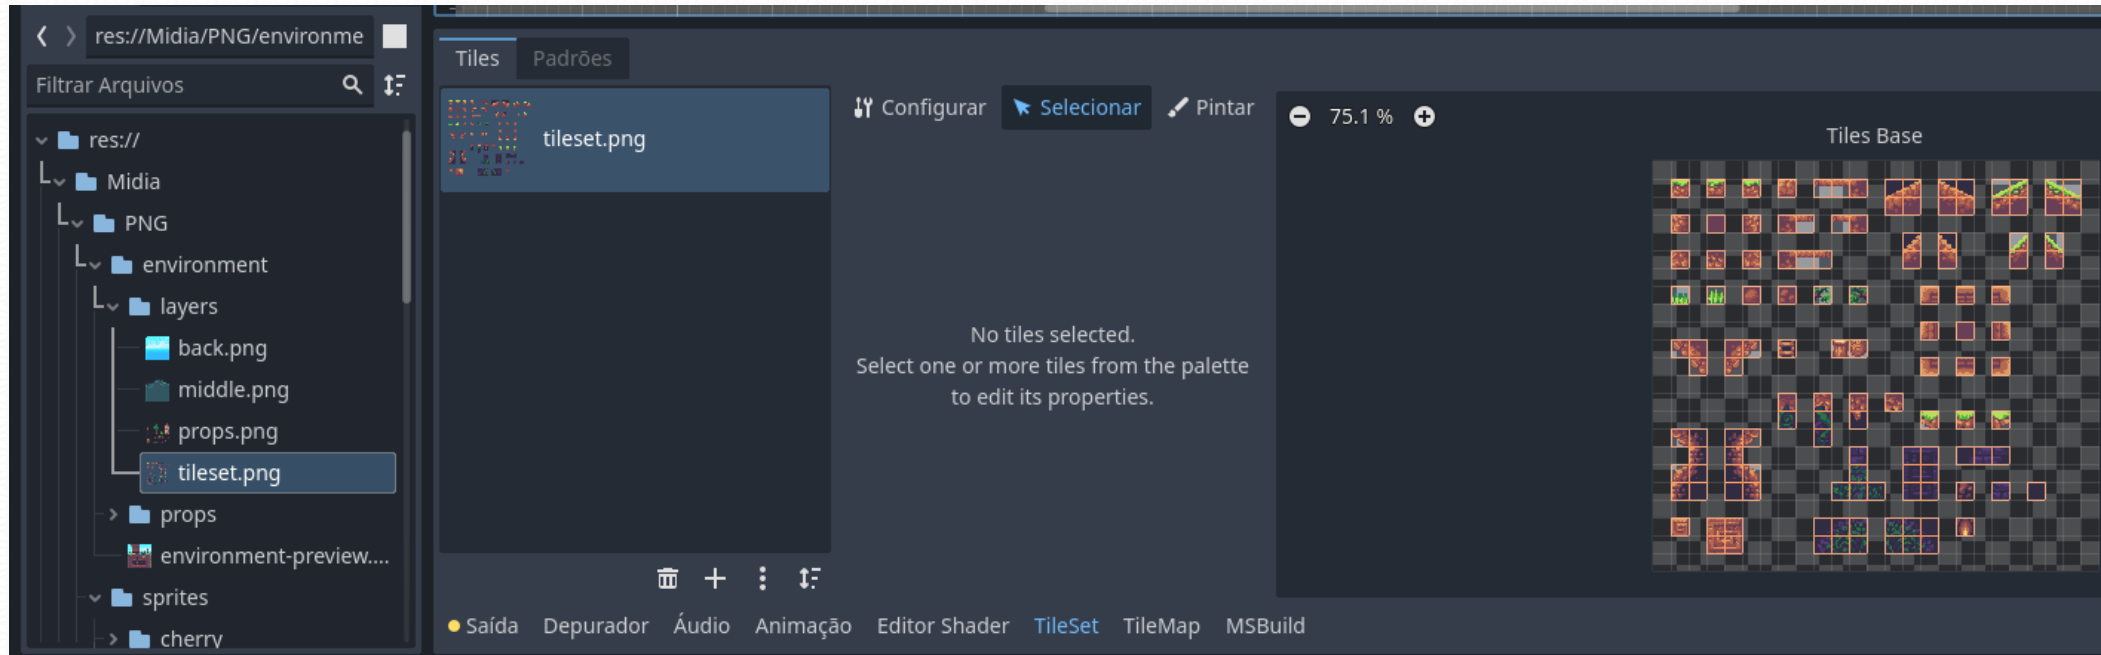 res://Midia/PNG/environme
Filtrar Arquivos
res://
Midia
PNG
environment
layers
back.png
middle.png
props.png
tileset.png
props
environment-preview....
sprites
cherry
Tiles
Padrões
tileset.png
Configurar
Selecionar
Pintar
No tiles selected.
Select one or more tiles from the palette
to edit its properties.
75.1 %
Tiles Base
Saída
Depurador
Áudio
Animação
Editor Shader
TileSet
TileMap
MSBuild